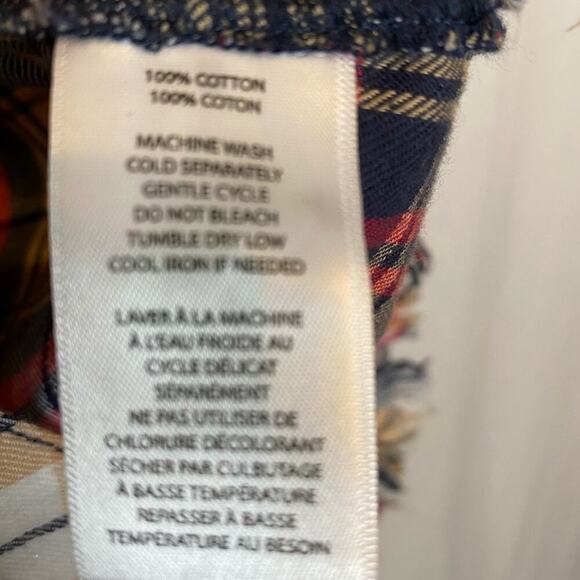 100% COTTON
100% COTON
MACHINE WASH
COLD SEPARATELY
GENTLE CYCLE
DO NOT BLEACH
TUMBLE DRY LOW
COOL IRON IF NEEDED
LAVER À LA MACHINE
À L'EAU FROIDE AU
CYCLE DÉLICAT
SÉPARÉMENT
NE PAS UTILISER DE
CHLORURE DÉCOLORANT
SÉCHER PAR CULBUTAGE
À BASSE TEMPÉRATURE
REPASSER À BASSE
TEMPÉRATURE AU BESOIN